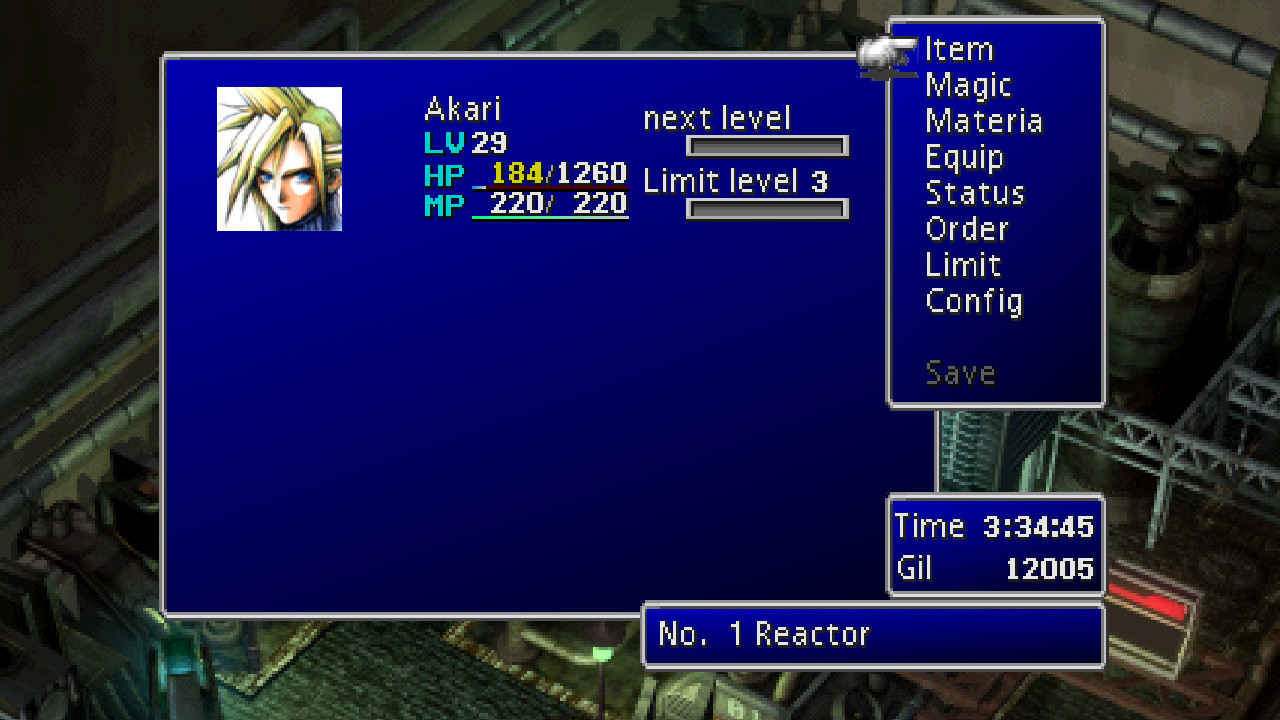 Akari
LV 29
HP 184/1260
MP 220/ 220
next level
Limit level 3
Item
Magic
Materia
Equip
Status
Order
Limit
Config
Save
Time 3:34:45
Gil 12005
No. 1 Reactor